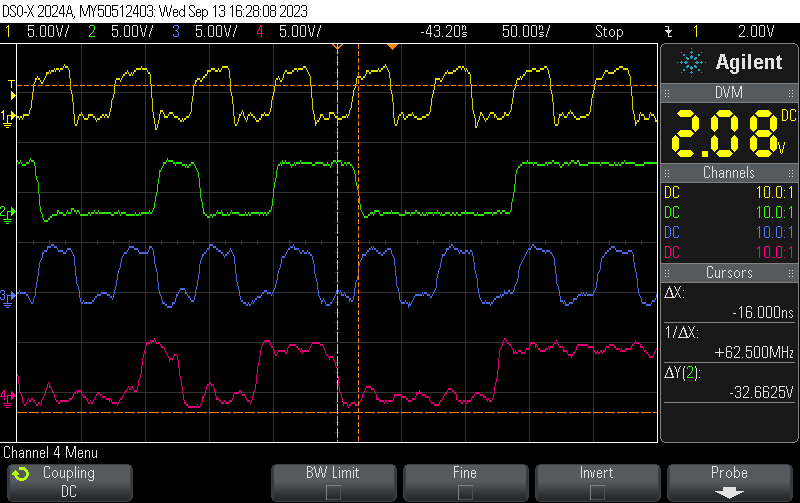 DSO-X 2024A, MY50512403: Wed Sep 13 16:28:08 2023
1 5.00V/ 2 5.00V/ 3 5.00V/ 4 5.00V/ -43.20ns 50.00ns/ Stop 1 2.00V
Agilent
DVM
2.08 DC V
Channels
DC 10.0:1
DC 10.0:1
DC 10.0:1
DC 10.0:1
Cursors
ΔX:
-16.000ns
1/ΔX:
+62.500MHz
ΔY(2):
-32.6625V
T
1
2
3
4
Channel 4 Menu
Coupling
DC
BW Limit
Fine
Invert
Probe